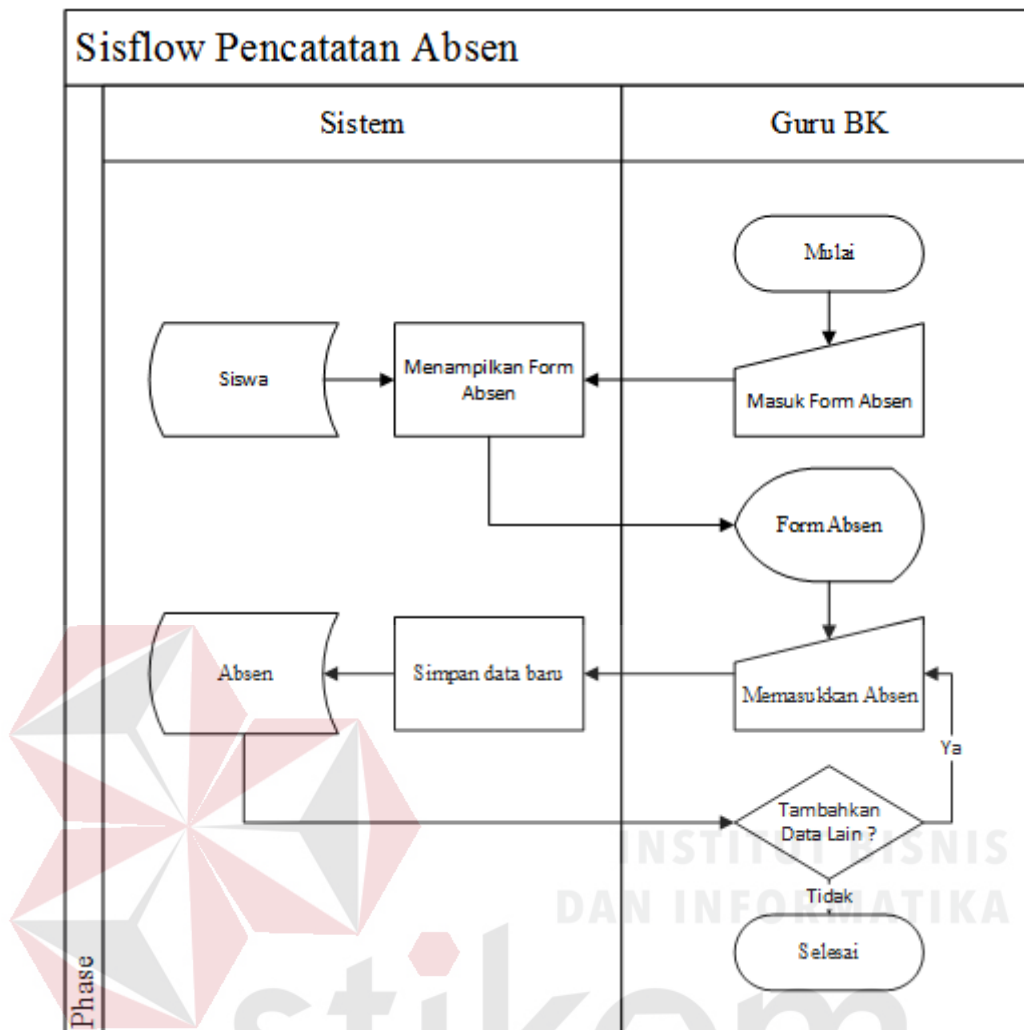 Sisflow Pencatatan Absen
Sistem
Guru BK
Mulai
Siswa
Menampilkan Form
Absen
Masuk Form Absen
Form Absen
Absen
Simpan data baru
Memasukkan Absen
Ya
Tambahkan
Data Lain ?
INSTITUT BISNIS
DAN INFORMATIKA
Tidak
Selesai
Phase
stikom